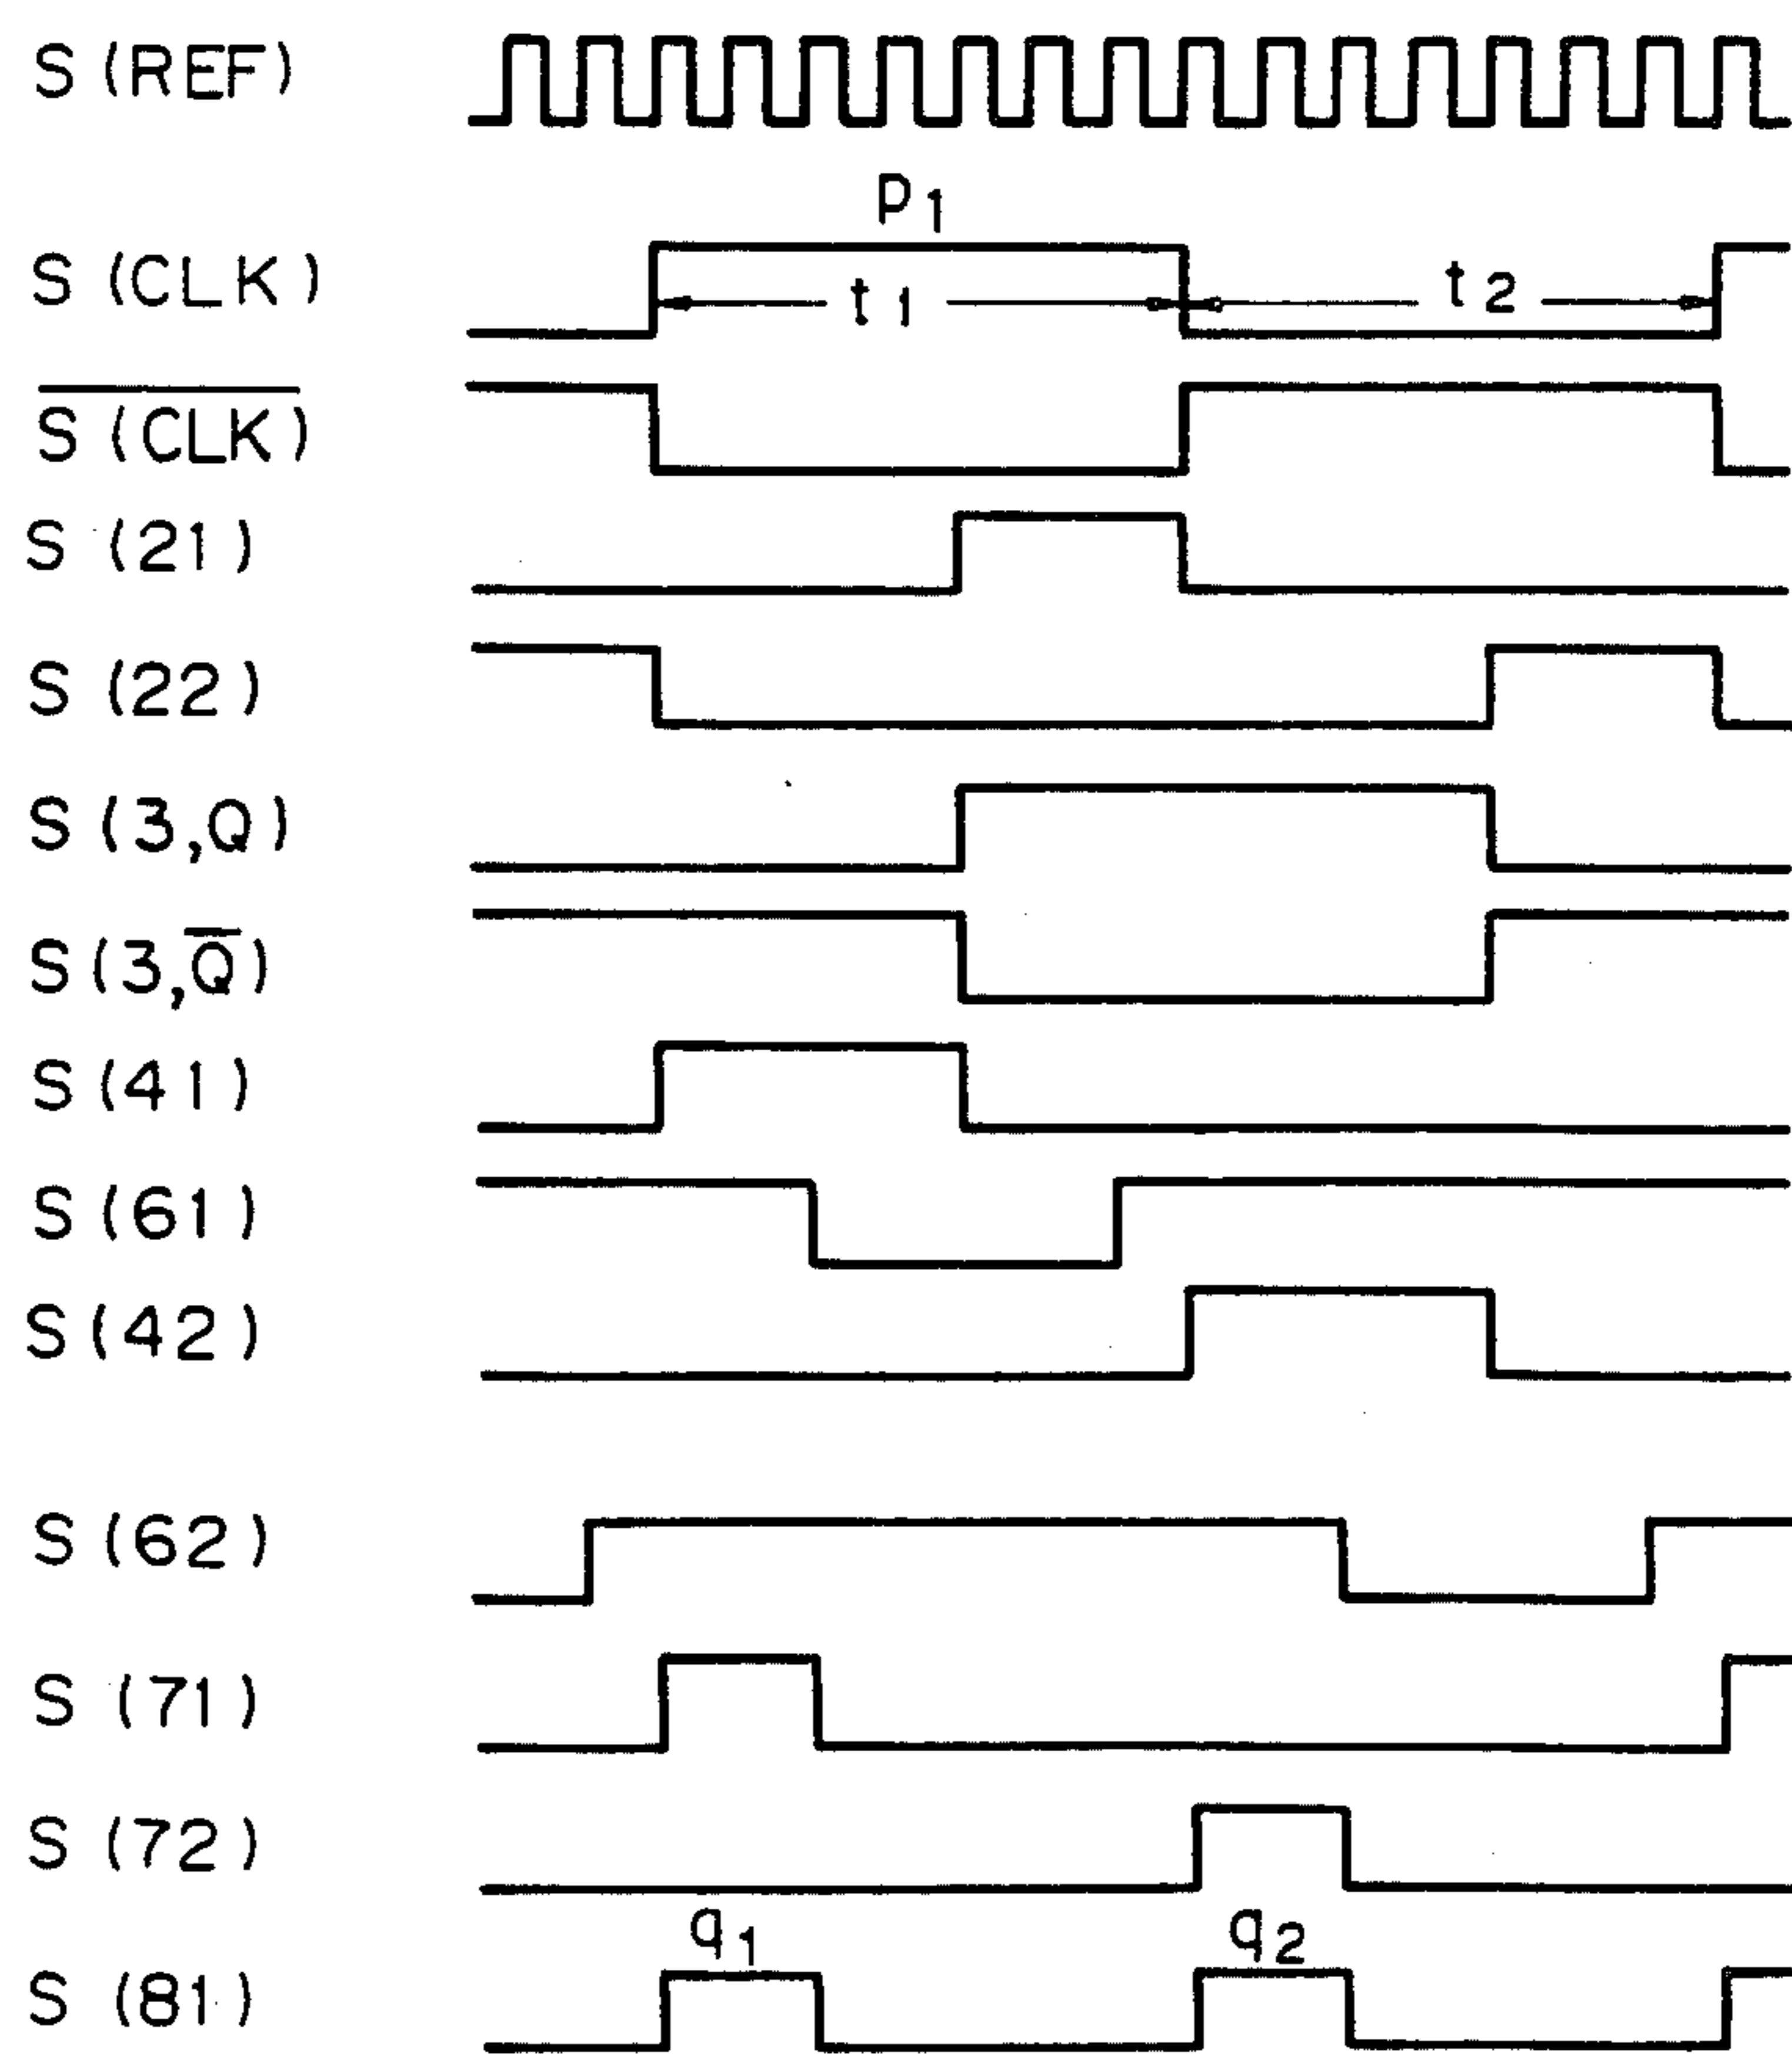 S (REF)
p1
S (CLK)
t1
t2
S (CLK)
S (21)
S (22)
S (3,Q)
S (3,Q)
S (41)
S (61)
S (42)
S (62)
S (71)
S (72)
q1
q2
S (81)